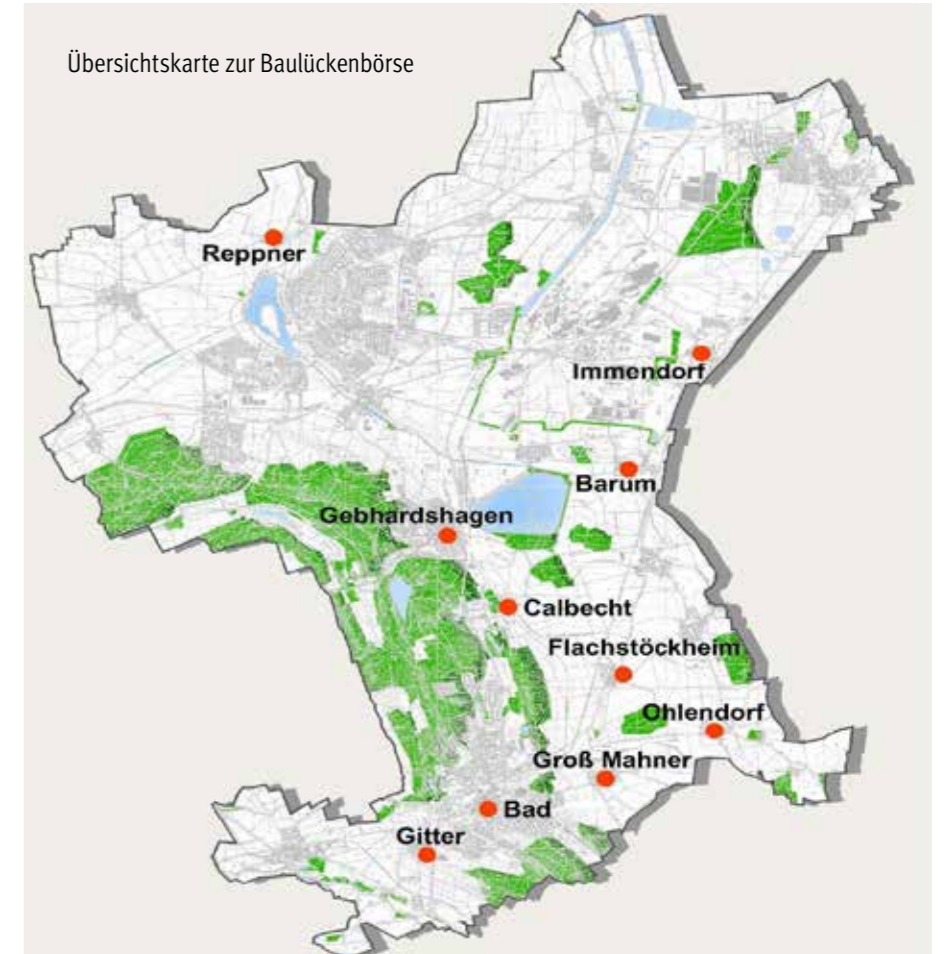 Übersichtskarte zur Baulückenbörse
Reppner
Immendorf
Barum
Gebhardshagen
Calbecht
Flachstöckheim
Ohlendorf
Groß Mahner
Bad
Gitter